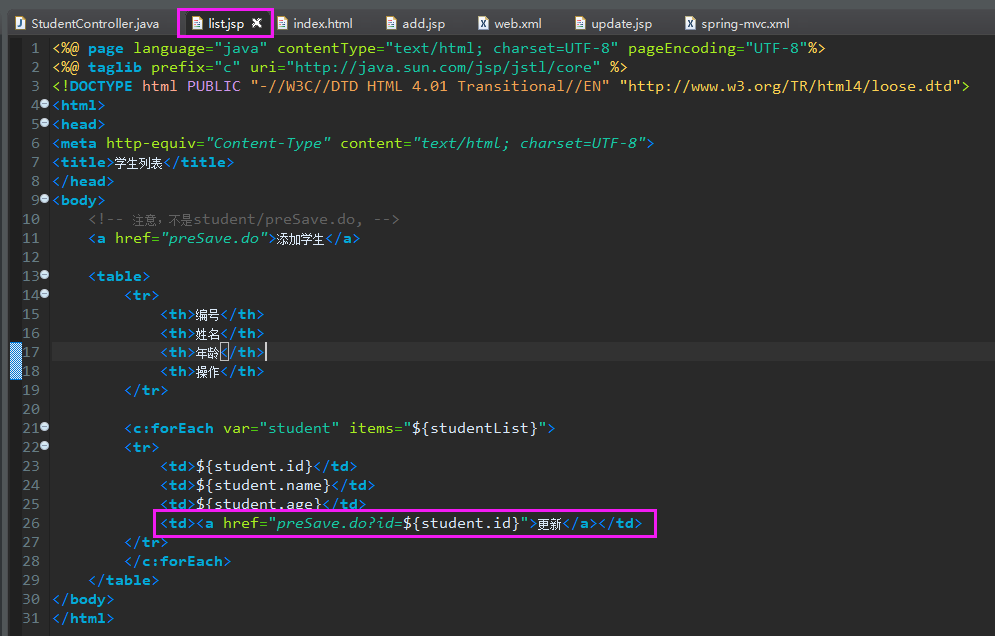 StudentController.java list.jsp index.html add.jsp web.xml update.jsp spring-mvc.xml
1 <%@ page language="java" contentType="text/html; charset=UTF-8" pageEncoding="UTF-8"%>
2 <%@ taglib prefix="c" uri="http://java.sun.com/jsp/jstl/core" %>
3 <!DOCTYPE html PUBLIC "-//W3C//DTD HTML 4.01 Transitional//EN" "http://www.w3.org/TR/html4/loose.dtd">
4 <html>
5 <head>
6 <meta http-equiv="Content-Type" content="text/html; charset=UTF-8">
7 <title>学生列表</title>
8 </head>
9 <body>
10 <!-- 注意，不是student/preSave.do, -->
11 <a href="preSave.do">添加学生</a>
12
13 <table>
14 <tr>
15 <th>编号</th>
16 <th>姓名</th>
17 <th>年龄</th>
18 <th>操作</th>
19 </tr>
20
21 <c:forEach var="student" items="${studentList}">
22 <tr>
23 <td>${student.id}</td>
24 <td>${student.name}</td>
25 <td>${student.age}</td>
26 <td><a href="preSave.do?id=${student.id}">更新</a></td>
27 </tr>
28 </c:forEach>
29 </table>
30 </body>
31 </html>